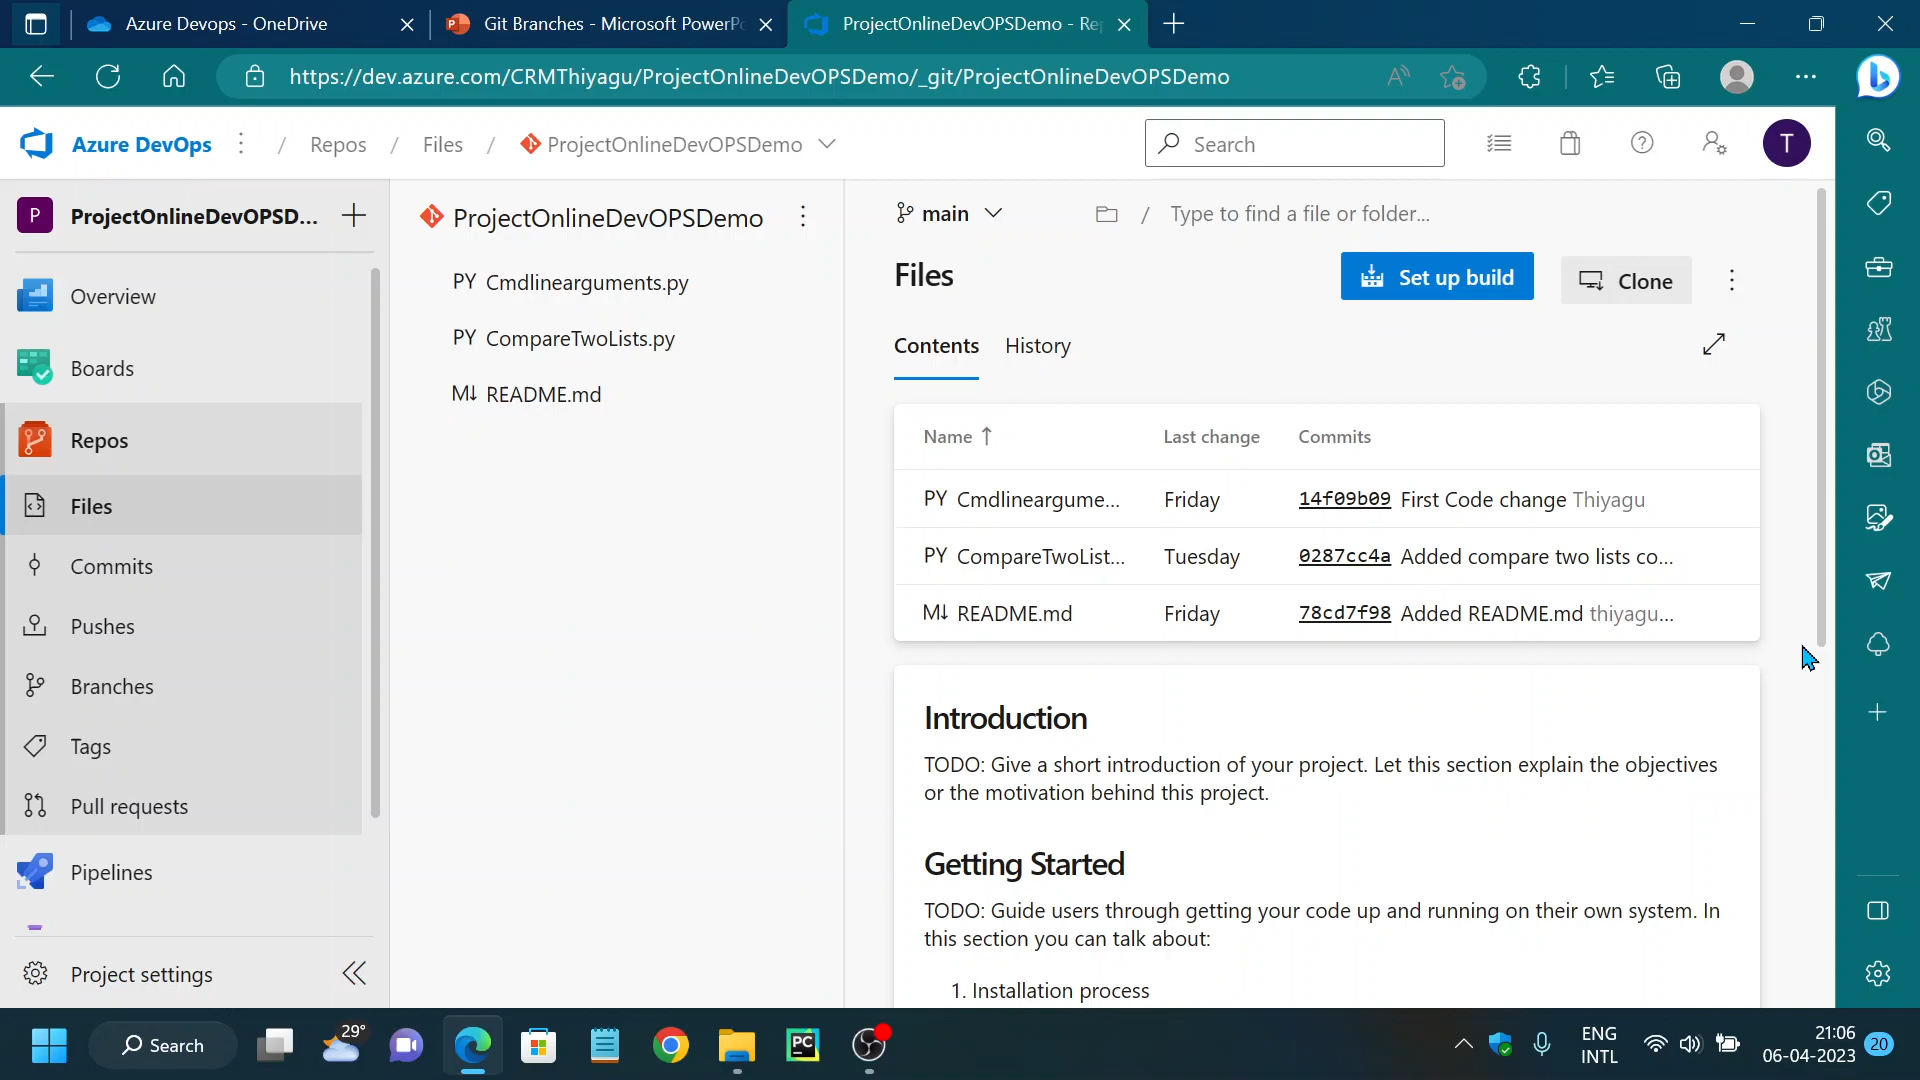 Azure Devops - OneDrive
Git Branches - Microsoft PowerPo
ProjectOnlineDevOPSDemo - Re
https://dev.azure.com/CRMThiyagu/ProjectOnlineDevOPSDemo/_git/ProjectOnlineDevOPSDemo
Azure DevOps / Repos / Files / ProjectOnlineDevOPSDemo
Search
T
P ProjectOnlineDevOPSD...
Overview
Boards
Repos
Files
Commits
Pushes
Branches
Tags
Pull requests
Pipelines
Project settings
ProjectOnlineDevOPSDemo
PY Cmdlinearguments.py
PY CompareTwoLists.py
M↓ README.md
main
/ Type to find a file or folder...
Files
Set up build
Clone
Contents
History
Name ↑ Last change Commits
PY Cmdlineargume... Friday 14f09b09 First Code change Thiyagu
PY CompareTwoList... Tuesday 0287cc4a Added compare two lists co...
M↓ README.md Friday 78cd7f98 Added README.md thiyagu...
Introduction
TODO: Give a short introduction of your project. Let this section explain the objectives
or the motivation behind this project.
Getting Started
TODO: Guide users through getting your code up and running on their own system. In
this section you can talk about:
1. Installation process
Search
29°
PC
ENG
INTL
21:06
06-04-2023
20